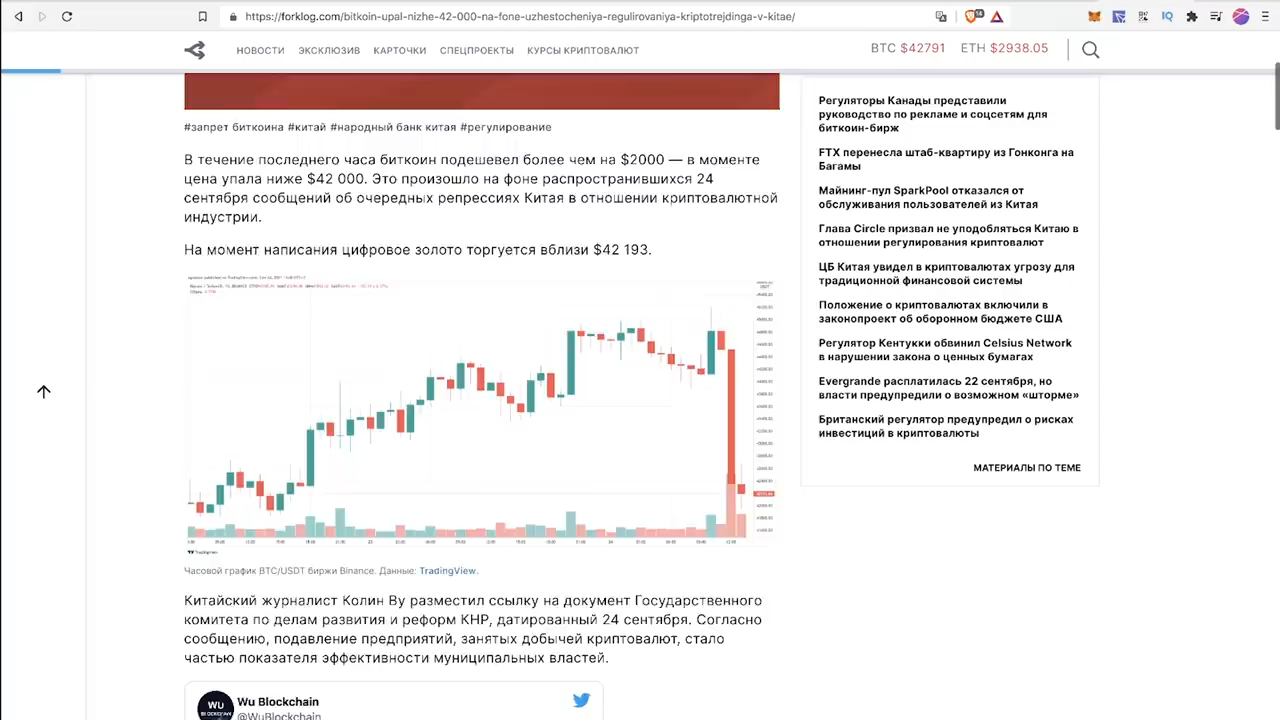 https://forklog.com/bitkoin-upal-nizhe-42-000-na-fone-uzhestocheniya-regulirovaniya-kriptotrejdinga-v-kitae/
НОВОСТИ ЭКСКЛЮЗИВ КАРТОЧКИ СПЕЦПРОЕКТЫ КУРСЫ КРИПТОВАЛЮТ
BTC $42791 ETH $2938.05
#запрет биткоина #китай #народный банк китая #регулирование
В течение последнего часа биткоин подешевел более чем на $2000 — в моменте
цена упала ниже $42 000. Это произошло на фоне распространившихся 24
сентября сообщений об очередных репрессиях Китая в отношении криптовалютной
индустрии.
На момент написания цифровое золото торгуется вблизи $42 193.
TradingView
Часовой график BTC/USDT биржи Binance. Данные: TradingView.
Китайский журналист Колин Ву разместил ссылку на документ Государственного
комитета по делам развития и реформ КНР, датированный 24 сентября. Согласно
сообщению, подавление предприятий, занятых добычей криптовалют, стало
частью показателя эффективности муниципальных властей.
WU
BLOCKCHAIN
Wu Blockchain
@WuBlockchain
Регуляторы Канады представили
руководство по рекламе и соцсетям для
биткоин-бирж
FTX перенесла штаб-квартиру из Гонконга на
Багамы
Майнинг-пул SparkPool отказался от
обслуживания пользователей из Китая
Глава Circle призвал не уподобляться Китаю в
отношении регулирования криптовалют
ЦБ Китая увидел в криптовалютах угрозу для
традиционной финансовой системы
Положение о криптовалютах включили в
законопроект об оборонном бюджете США
Регулятор Кентукки обвинил Celsius Network
в нарушении закона о ценных бумагах
Evergrande расплатилась 22 сентября, но
власти предупредили о возможном «шторме»
Британский регулятор предупредил о рисках
инвестиций в криптовалюты
МАТЕРИАЛЫ ПО ТЕМЕ